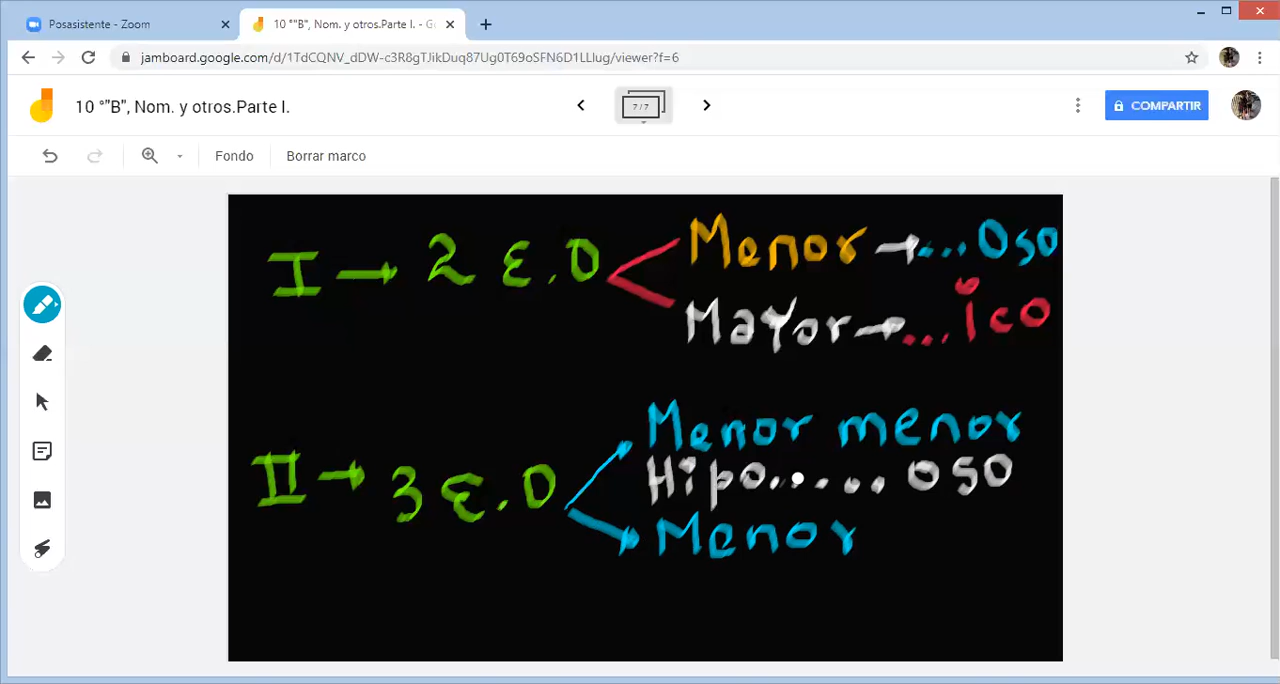 Posasistente - Zoom
10 °"B", Nom. y otros.Parte I. - Go
jamboard.google.com/d/1TdCQNV_dDW-c3R8gTJikDuq87Ug0T69oSFN6D1LLlug/viewer?f=6
10 °"B", Nom. y otros.Parte I.
7 / 7
COMPARTIR
Fondo
Borrar marco
I → 2 E.O
Menor → ...Oso
Mayor → ...ico
II → 3 E.O
Menor menor
Hipo...... oso
Menor